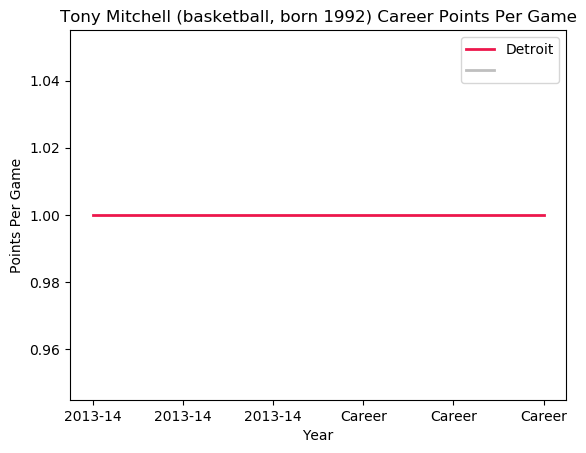 Tony Mitchell (basketball, born 1992) Career Points Per Game
Detroit
1.04
1.02
1.00
0.98
0.96
Points Per Game
2013-14 2013-14 2013-14 Career Career Career
Year